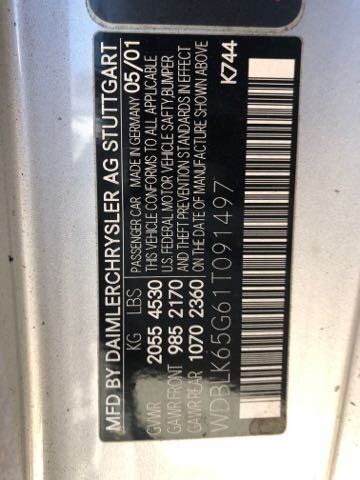 MFD BY DAIMLERCHRYSLER AG STUTTGART
KG LBS PASSENGER CAR MADE IN GERMANY 05/01
GVWR 2055 4530 THIS VEHICLE CONFORMS TO ALL APPLICABLE
GAWR FRONT 985 2170 U.S. FEDERAL MOTOR VEHICLE SAFETY, BUMPER
GAWR REAR 1070 2360 AND THEFT PREVENTION STANDARDS IN EFFECT
ON THE DATE OF MANUFACTURE SHOWN ABOVE
K744
WDBLK65G61T091497